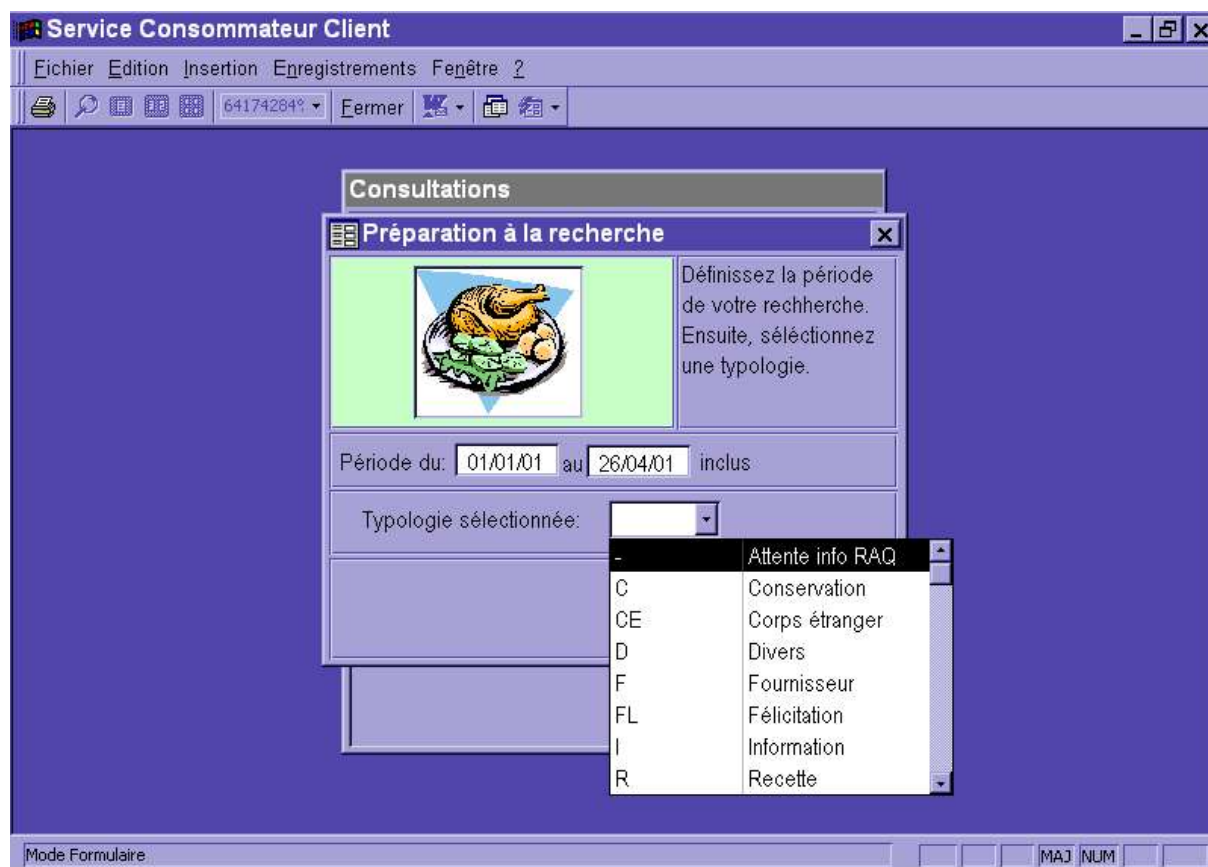 Service Consommateur Client
Fichier Edition Insertion Enregistrements Fenêtre ?
Fermer
Consultations
Préparation à la recherche
Définissez la période
de votre rechherche.
Ensuite, séléctionnez
une typologie.
Période du: 01/01/01 au 26/04/01 inclus
Typologie sélectionnée:
- Attente info RAQ
C Conservation
CE Corps étranger
D Divers
F Fournisseur
FL Félicitation
I Information
R Recette
Mode Formulaire MAJ NUM